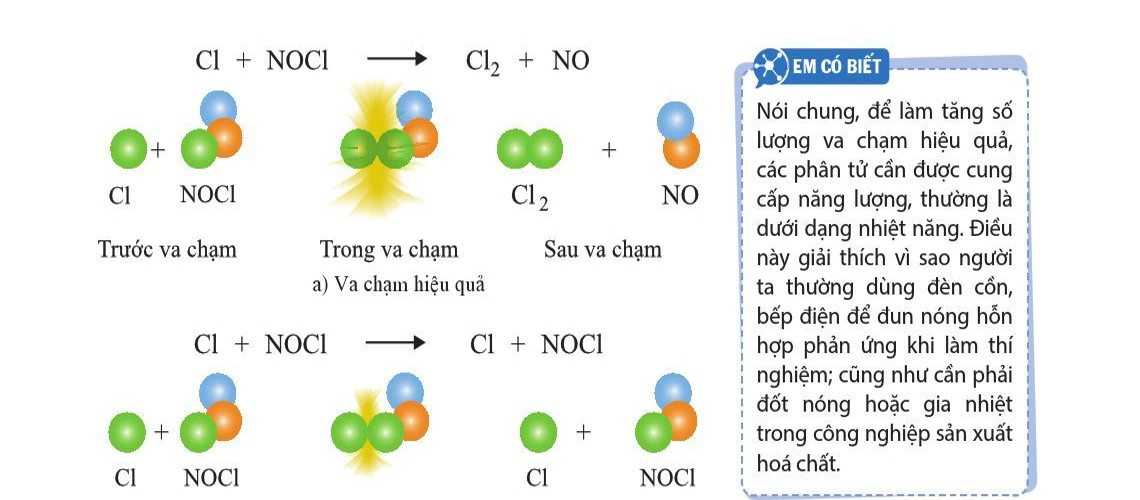 Cl + NOCl → Cl₂ + NO
+
+
Cl NOCl Cl₂ NO
Trước va chạm Trong va chạm Sau va chạm
a) Va chạm hiệu quả
Cl + NOCl → Cl + NOCl
+
+
Cl NOCl Cl NOCl
EM CÓ BIẾT
Nói chung, để làm tăng số
lượng va chạm hiệu quả,
các phân tử cần được cung
cấp năng lượng, thường là
dưới dạng nhiệt năng. Điều
này giải thích vì sao người
ta thường dùng đèn cồn,
bếp điện để đun nóng hỗn
hợp phản ứng khi làm thí
nghiệm; cũng như cần phải
đốt nóng hoặc gia nhiệt
trong công nghiệp sản xuất
hoá chất.